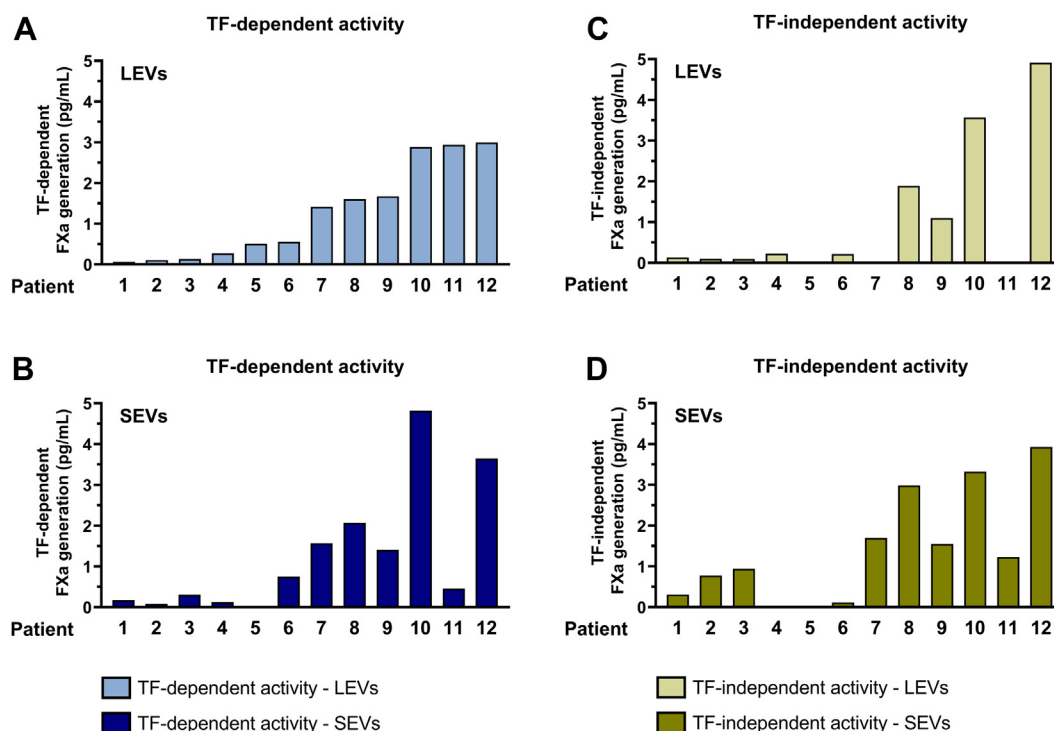 A
TF-dependent activity
LEVs
TF-dependent
FXa generation (pg/mL)
5
4
3
2
1
0
Patient 1 2 3 4 5 6 7 8 9 10 11 12
C
TF-independent activity
LEVs
TF-independent
FXa generation (pg/mL)
5
4
3
2
1
0
Patient 1 2 3 4 5 6 7 8 9 10 11 12
B
TF-dependent activity
SEVs
TF-dependent
FXa generation (pg/mL)
5
4
3
2
1
0
Patient 1 2 3 4 5 6 7 8 9 10 11 12
D
TF-independent activity
SEVs
TF-independent
FXa generation (pg/mL)
5
4
3
2
1
0
Patient 1 2 3 4 5 6 7 8 9 10 11 12
TF-dependent activity - LEVs
TF-dependent activity - SEVs
TF-independent activity - LEVs
TF-independent activity - SEVs